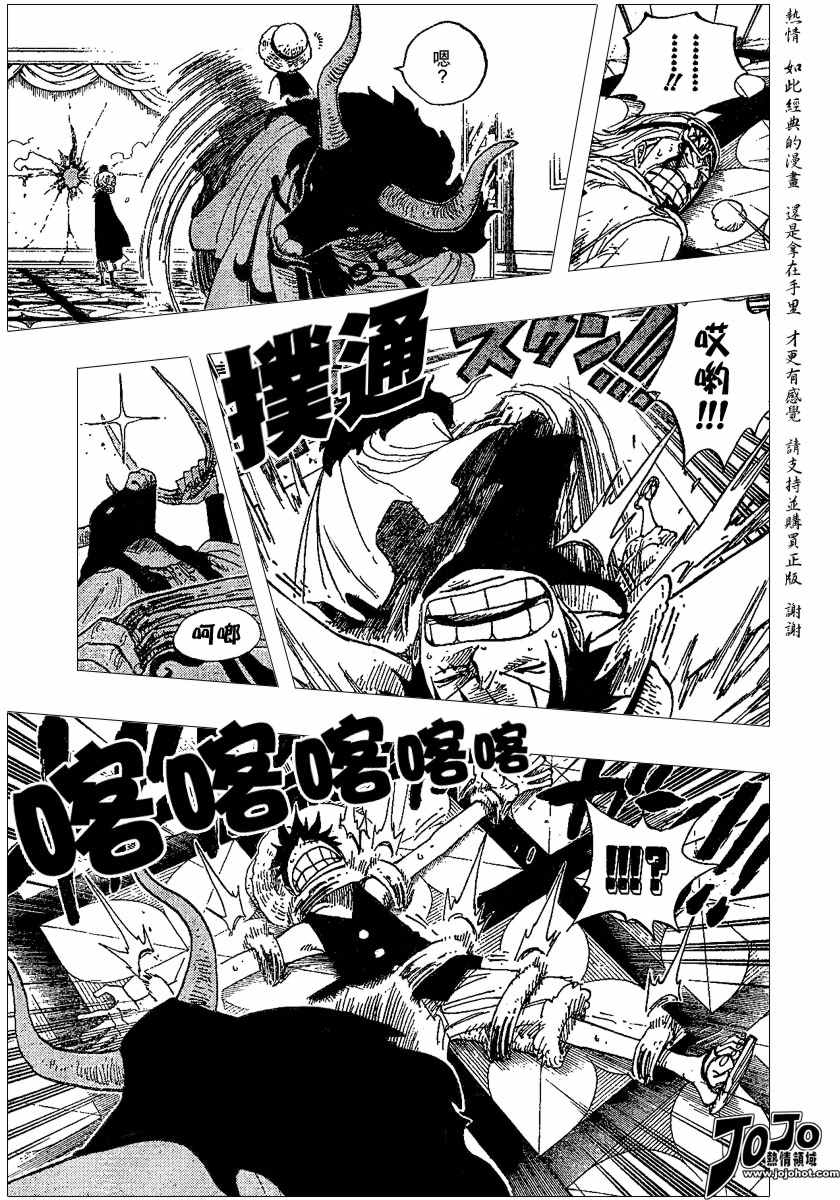 ………………!!
嗯？
哎喲!!!
スタン!!!
撲通
呵啷
喀喀喀喀喀
!!!?
熱情 如此經典的漫畫 還是拿在手里 才更有感覺 請支持並購買正版 謝謝
JOJO
熱情領域
www.jojohot.com